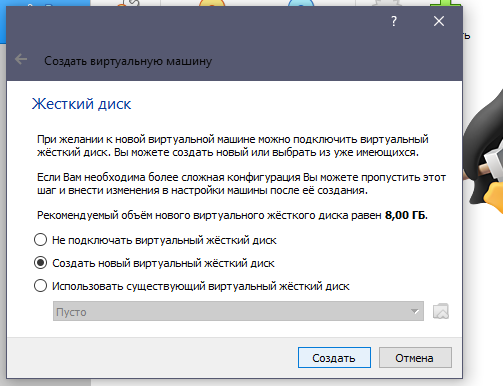 ?
Создать виртуальную машину
Жесткий диск
При желании к новой виртуальной машине можно подключить виртуальный
жёсткий диск. Вы можете создать новый или выбрать из уже имеющихся.
Если Вам необходима более сложная конфигурация Вы можете пропустить этот
шаг и внести изменения в настройки машины после её создания.
Рекомендуемый объём нового виртуального жёсткого диска равен 8,00 ГБ.
Не подключать виртуальный жёсткий диск
Создать новый виртуальный жёсткий диск
Использовать существующий виртуальный жёсткий диск
Пусто
Создать
Отмена